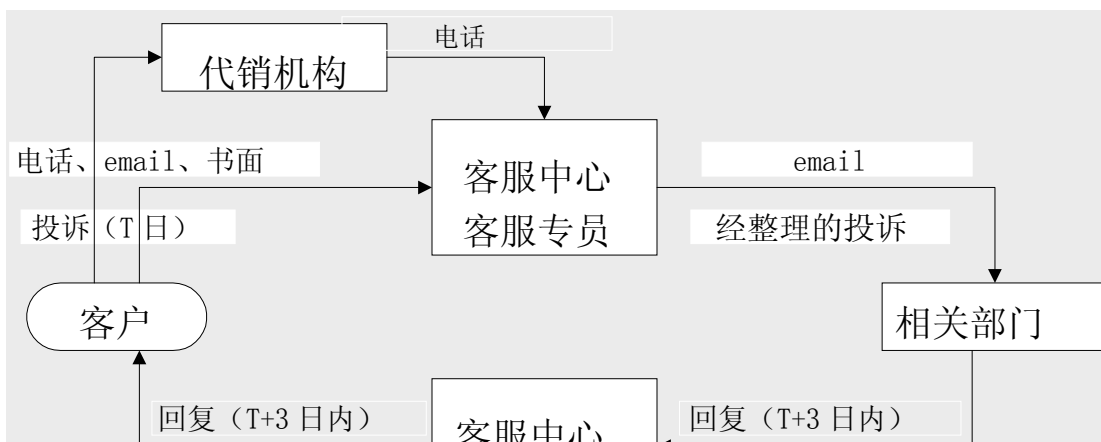 电话
代销机构
电话、email、书面
客服中心
email
投诉（T 日）
客服专员
经整理的投诉
客户
相关部门
回复（T+3 日内）
回复（T+3 日内）
客服中心